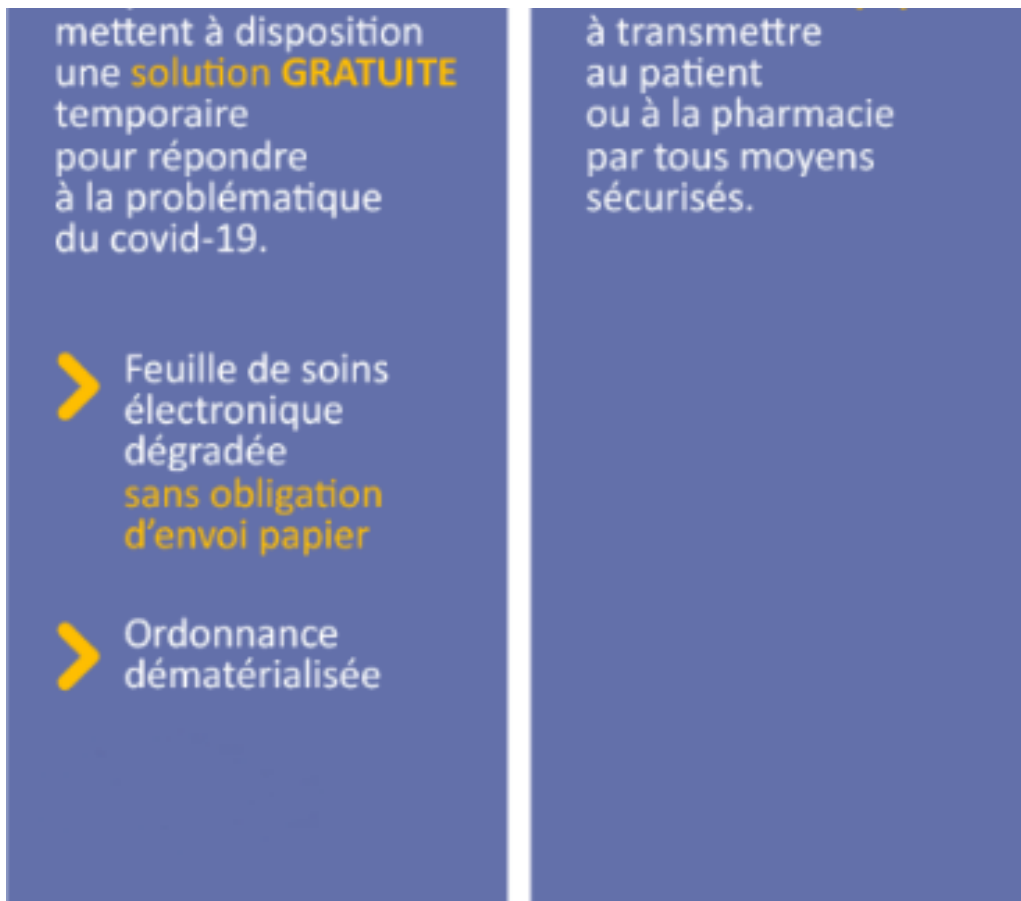 mettent à disposition
une solution GRATUITE
temporaire
pour répondre
à la problématique
du covid-19.
Feuille de soins
électronique
dégradée
sans obligation
d'envoi papier
Ordonnance
dématérialisée
à transmettre
au patient
ou à la pharmacie
par tous moyens
sécurisés.